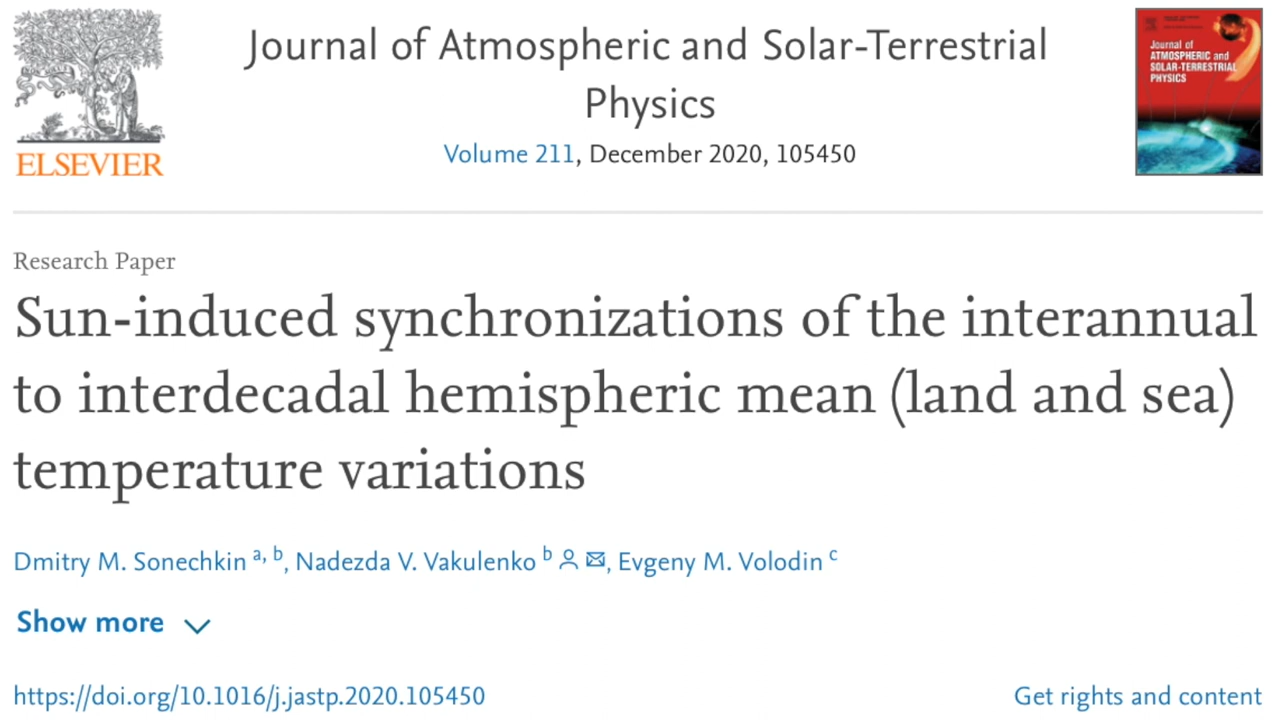 ELSEVIER
Journal of Atmospheric and Solar-Terrestrial
Physics
Volume 211, December 2020, 105450
Journal of
ATMOSPHERIC and
SOLAR-TERRESTRIAL
PHYSICS
Research Paper
Sun-induced synchronizations of the interannual
to interdecadal hemispheric mean (land and sea)
temperature variations
Dmitry M. Sonechkin a, b, Nadezda V. Vakulenko b, Evgeny M. Volodin c
Show more
https://doi.org/10.1016/j.jastp.2020.105450
Get rights and content